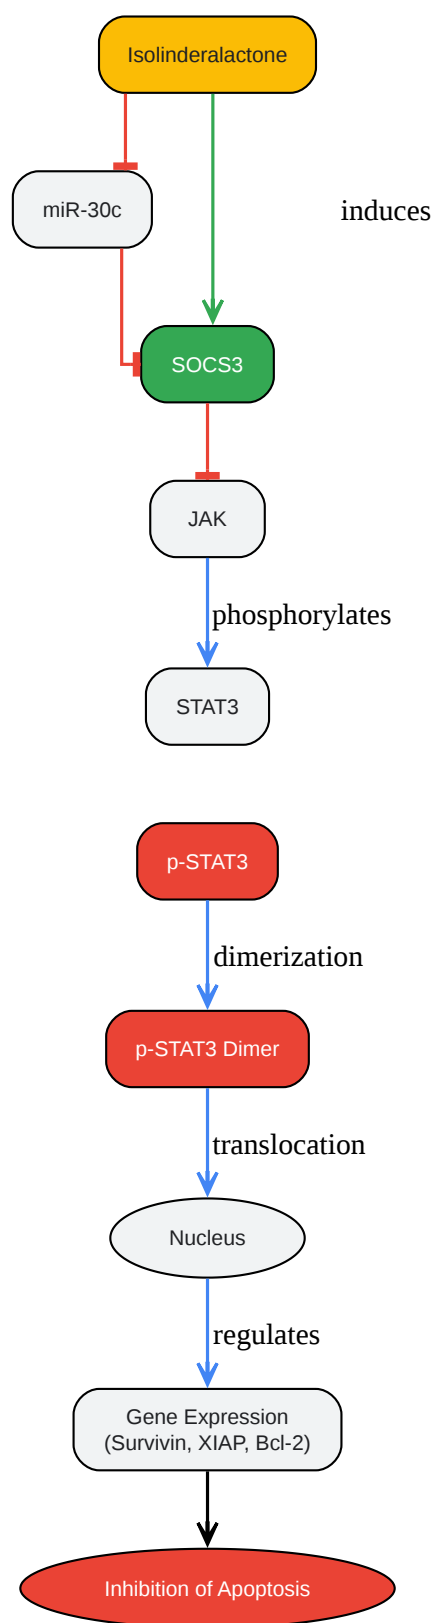 Isolinderalactone
miR-30c
induces
SOCS3
JAK
phosphorylates
STAT3
p-STAT3
dimerization
p-STAT3 Dimer
translocation
Nucleus
regulates
Gene Expression
(Survivin, XIAP, Bcl-2)
Inhibition of Apoptosis